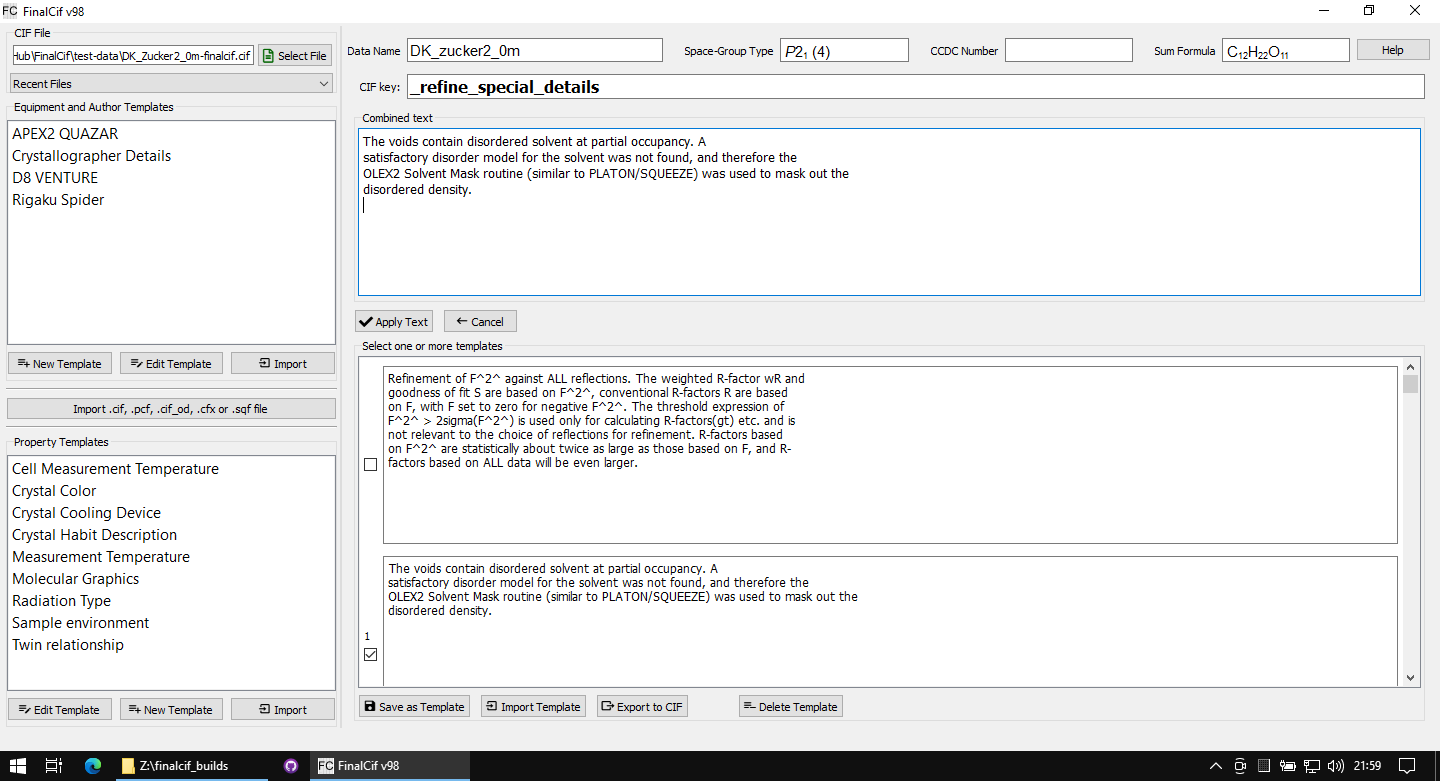 FC FinalCif v98
CIF File
Hub\FinalCif\test-data\DK_Zucker2_0m-finalcif.cif
Select File
Recent Files
Equipment and Author Templates
APEX2 QUAZAR
Crystallographer Details
D8 VENTURE
Rigaku Spider
New Template
Edit Template
Import
Import .cif, .pcf, .cif_od, .cfx or .sqf file
Property Templates
Cell Measurement Temperature
Crystal Color
Crystal Cooling Device
Crystal Habit Description
Measurement Temperature
Molecular Graphics
Radiation Type
Sample environment
Twin relationship
Edit Template
New Template
Import
Data Name DK_zucker2_0m
Space-Group Type P2₁ (4)
CCDC Number
Sum Formula C₁₂H₂₂O₁₁
Help
CIF key: _refine_special_details
Combined text
The voids contain disordered solvent at partial occupancy. A
satisfactory disorder model for the solvent was not found, and therefore the
OLEX2 Solvent Mask routine (similar to PLATON/SQUEEZE) was used to mask out the
disordered density.
Apply Text
Cancel
Select one or more templates
Refinement of F^2^ against ALL reflections. The weighted R-factor wR and
goodness of fit S are based on F^2^, conventional R-factors R are based
on F, with F set to zero for negative F^2^. The threshold expression of
F^2^ > 2sigma(F^2^) is used only for calculating R-factors(gt) etc. and is
not relevant to the choice of reflections for refinement. R-factors based
on F^2^ are statistically about twice as large as those based on F, and R-
factors based on ALL data will be even larger.
The voids contain disordered solvent at partial occupancy. A
satisfactory disorder model for the solvent was not found, and therefore the
OLEX2 Solvent Mask routine (similar to PLATON/SQUEEZE) was used to mask out the
disordered density.
1
Save as Template
Import Template
Export to CIF
Delete Template
Z:\finalcif_builds
FC FinalCif v98
21:59